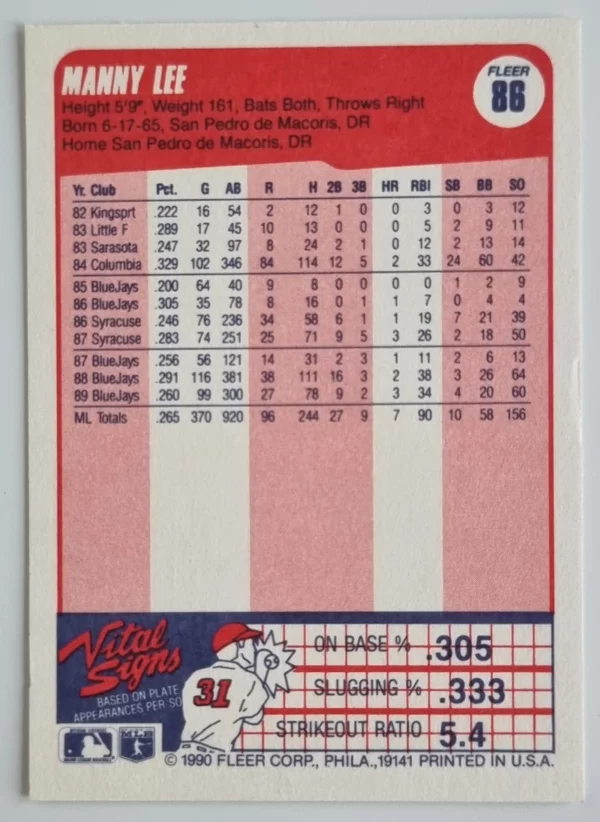 MANNY LEE
FLEER
86
Height 5'9", Weight 161, Bats Both, Throws Right
Born 6-17-65, San Pedro de Macoris, DR
Home San Pedro de Macoris, DR
Yr. Club Pct. G AB R H 2B 3B HR RBI SB BB SO
82 Kingsprt .222 16 54 2 12 1 0 0 3 0 3 12
83 Little F .289 17 45 10 13 0 0 0 5 2 9 11
83 Sarasota .247 32 97 8 24 2 1 0 12 2 13 14
84 Columbia .329 102 346 84 114 12 5 2 33 24 60 42
85 BlueJays .200 64 40 9 8 0 0 0 0 1 2 9
86 BlueJays .305 35 78 8 16 0 1 1 7 0 4 4
86 Syracuse .246 76 236 34 58 6 1 1 19 7 21 39
87 Syracuse .283 74 251 25 71 9 5 3 26 2 18 50
87 BlueJays .256 56 121 14 31 2 3 1 11 2 6 13
88 BlueJays .291 116 381 38 111 16 3 2 38 3 26 64
89 BlueJays .260 99 300 27 78 9 2 3 34 4 20 60
ML Totals .265 370 920 96 244 27 9 7 90 10 58 156
Vital
Signs
BASED ON PLATE
APPEARANCES PER SO
31
ON BASE % .305
SLUGGING % .333
STRIKEOUT RATIO 5.4
© 1990 FLEER CORP., PHILA., 19141 PRINTED IN U.S.A.